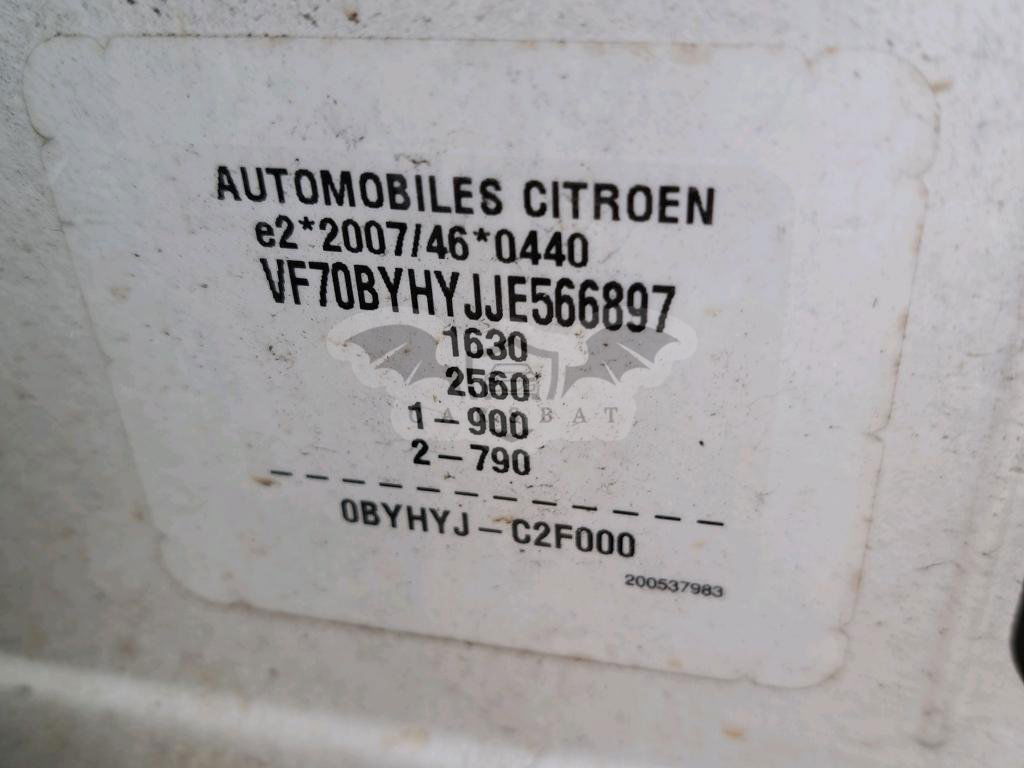 AUTOMOBILES CITROEN
e2*2007/46*0440
VF70BYHYJJE566897
1630
2560
1-900
2-790
0BYHYJ-C2F000
200537983